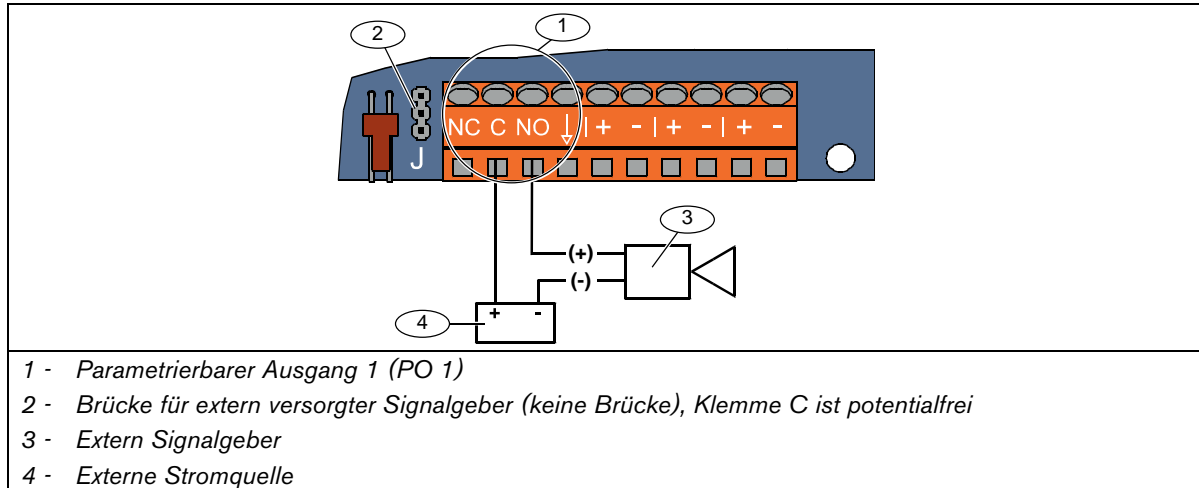 1
2
NC C NO ↓ | + - | + - | + -
J
3
(+)
(-)
+ -
4
1 - Parametrierbarer Ausgang 1 (PO 1)
2 - Brücke für extern versorgter Signalgeber (keine Brücke), Klemme C ist potentialfrei
3 - Extern Signalgeber
4 - Externe Stromquelle